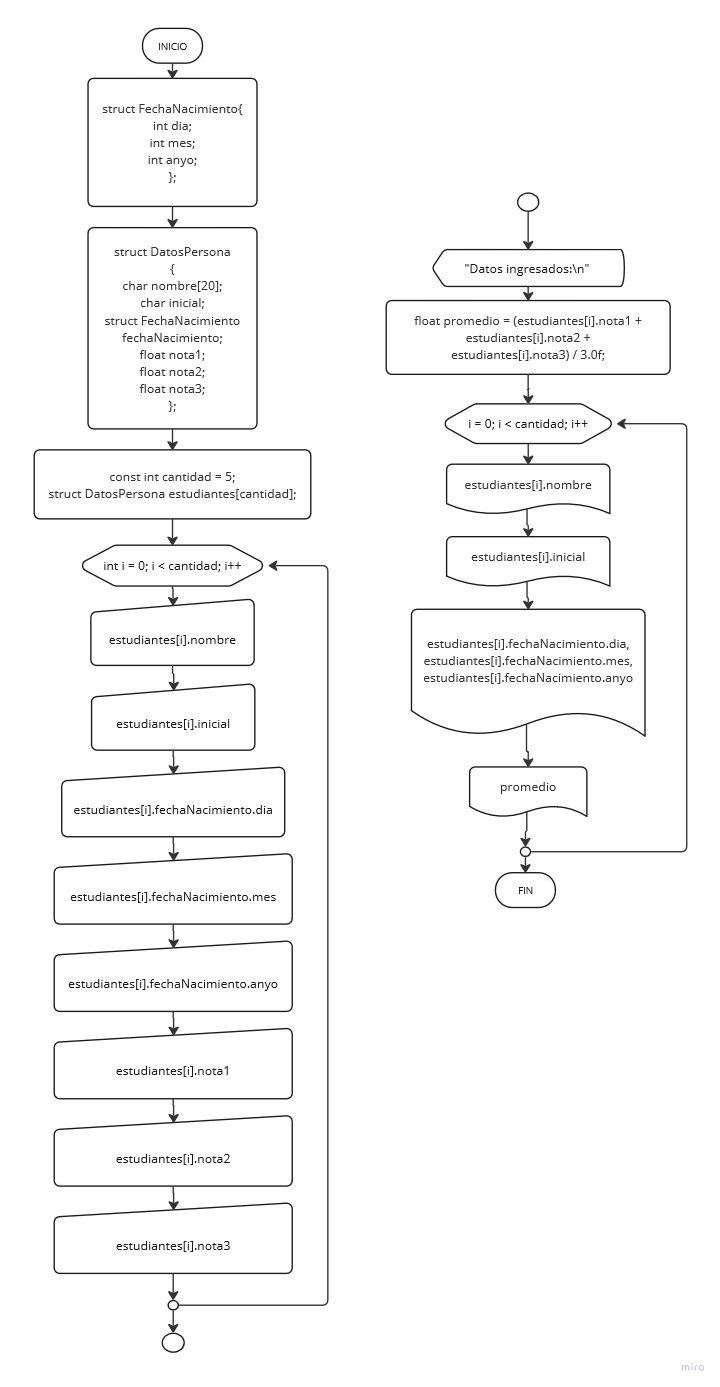 INICIO
struct FechaNacimiento{
int dia;
int mes;
int anyo;
};
struct DatosPersona
{
char nombre[20];
char inicial;
struct FechaNacimiento
fechaNacimiento;
float nota1;
float nota2;
float nota3;
};
const int cantidad = 5;
struct DatosPersona estudiantes[cantidad];
int i = 0; i < cantidad; i++
estudiantes[i].nombre
estudiantes[i].inicial
estudiantes[i].fechaNacimiento.dia
estudiantes[i].fechaNacimiento.mes
estudiantes[i].fechaNacimiento.anyo
estudiantes[i].nota1
estudiantes[i].nota2
estudiantes[i].nota3
"Datos ingresados:\n"
float promedio = (estudiantes[i].nota1 +
estudiantes[i].nota2 +
estudiantes[i].nota3) / 3.0f;
i = 0; i < cantidad; i++
estudiantes[i].nombre
estudiantes[i].inicial
estudiantes[i].fechaNacimiento.dia,
estudiantes[i].fechaNacimiento.mes,
estudiantes[i].fechaNacimiento.anyo
promedio
FIN
miro